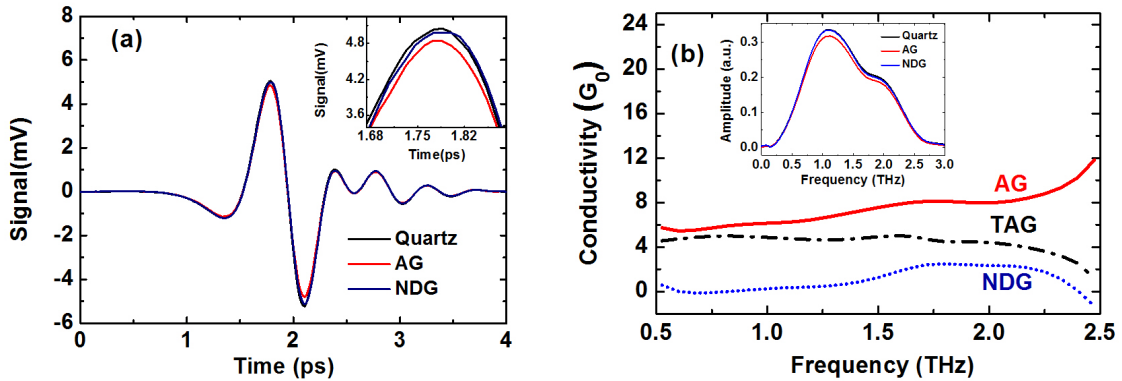 (a)
Signal(mV)
8
6
4
2
0
-2
-4
-6
0
1
2
3
4
Time (ps)
Quartz
AG
NDG
Signal(mV)
4.8
4.2
3.6
1.68
1.75
1.82
Time(ps)
(b)
Conductivity (G0)
24
20
16
12
8
4
0
0.5
1.0
1.5
2.0
2.5
Frequency (THz)
AG
TAG
NDG
Amplitude (a.u.)
0.3
0.2
0.1
0.0
0.0
0.5
1.0
1.5
2.0
2.5
3.0
Frequency (THz)
Quartz
AG
NDG